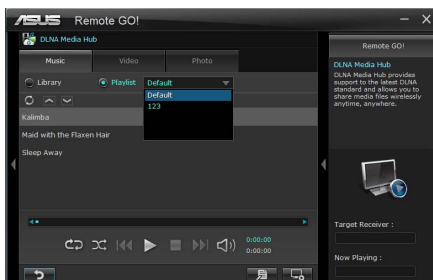 ASUS Remote GO!
DLNA Media Hub
Music Video Photo
Library Playlist Default
Default
123
Kalimba
Maid with the Flaxen Hair
Sleep Away
0:00:00
0:00:00
Remote GO!
DLNA Media Hub
DLNA Media Hub provides
support to the latest DLNA
standard and allows you to
share media files wirelessly
anytime, anywhere.
Target Receiver :
Now Playing :